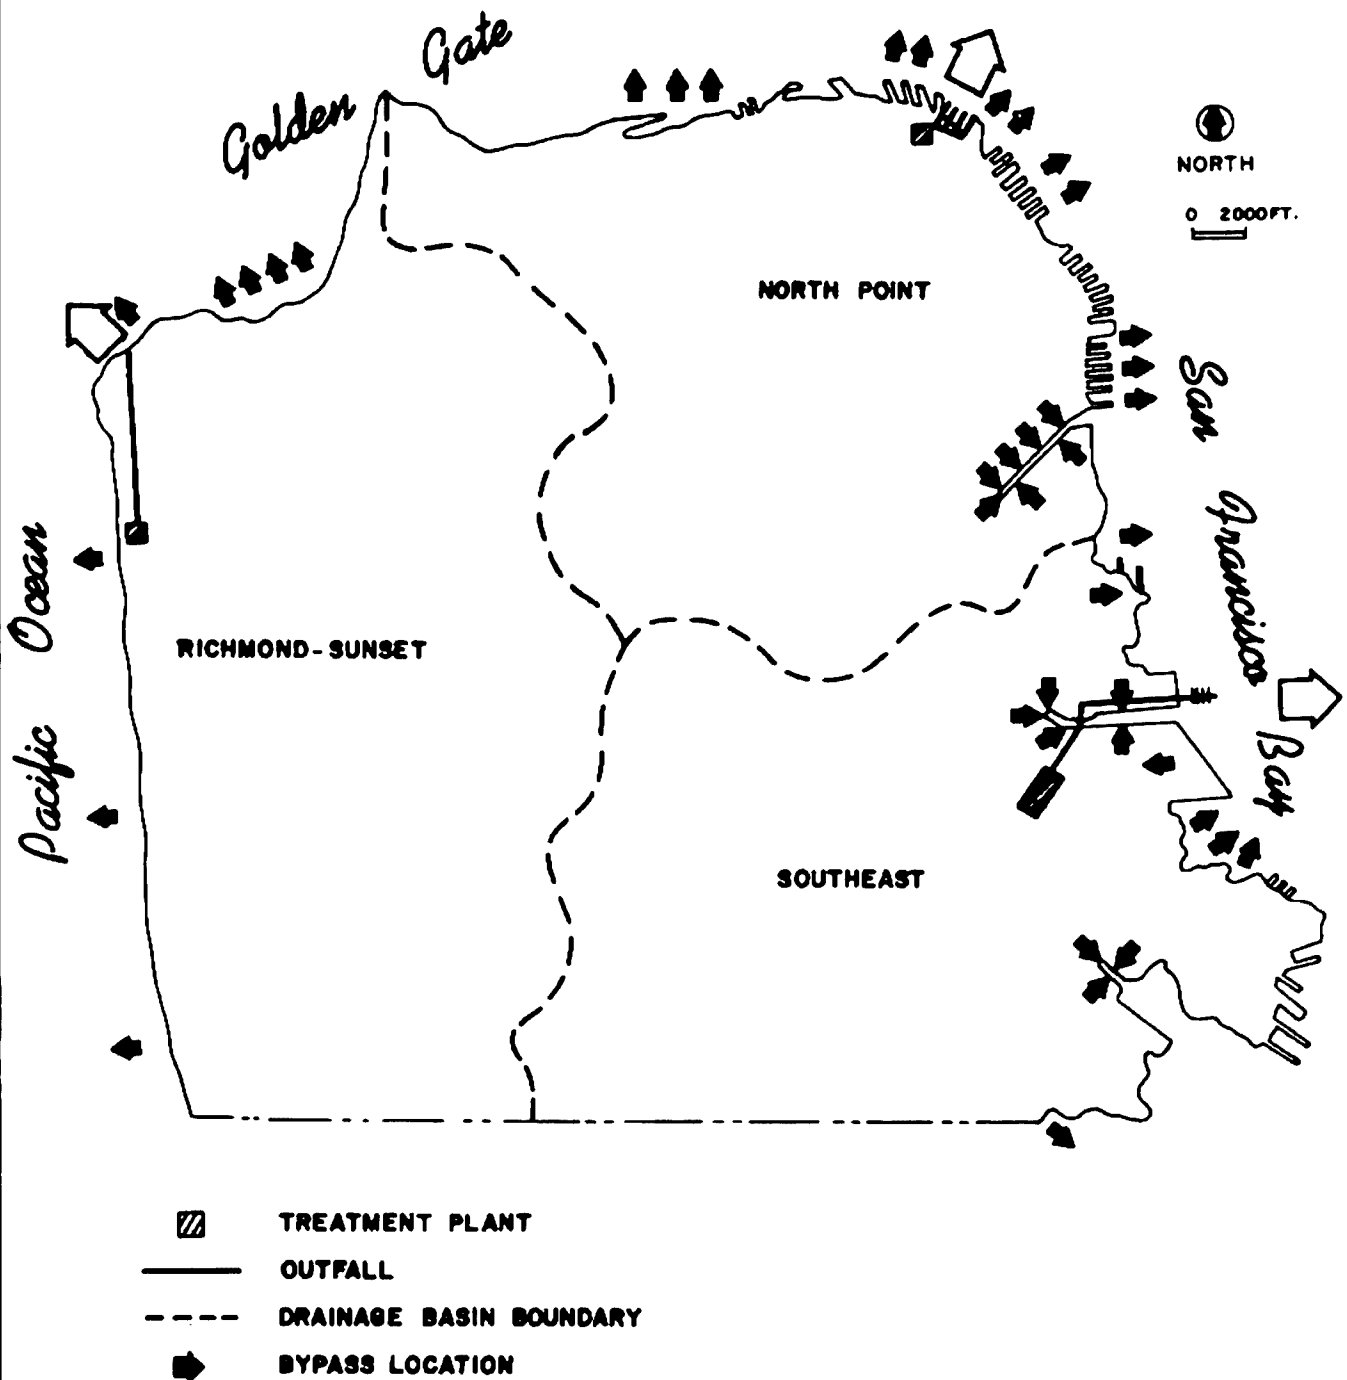 Golden Gate
NORTH
0 2000FT.
NORTH POINT
San Francisco Bay
Pacific Ocean
RICHMOND-SUNSET
SOUTHEAST
TREATMENT PLANT
OUTFALL
DRAINAGE BASIN BOUNDARY
BYPASS LOCATION